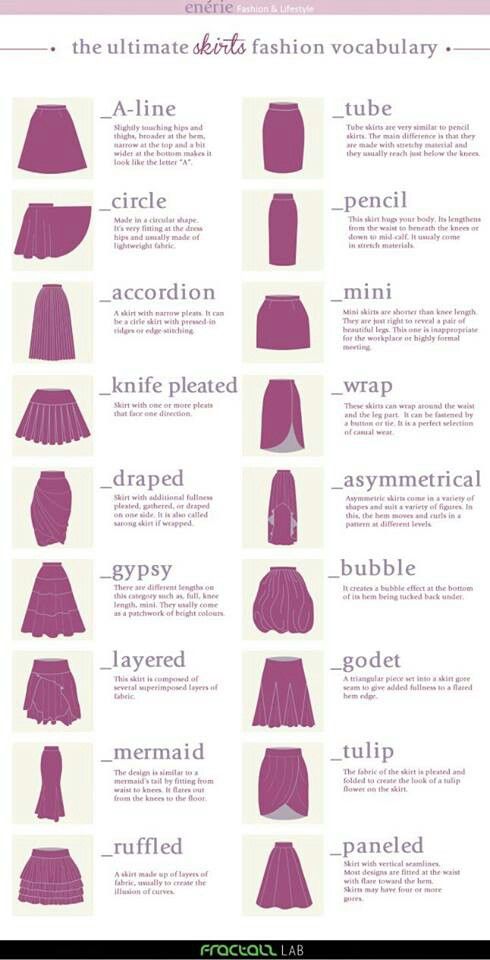 enérie Fashion & Lifestyle
the ultimate skirts fashion vocabulary
_A-line
Slightly touching hips and
thighs, broader at the hem,
narrow at the top and a bit
wider at the bottom makes it
look like the letter "A".
_tube
Tube skirts are very similar to pencil
skirts. The main difference is that they
are made with stretchy material and
they usually reach just below the knees.
_circle
Made in a circular shape.
It's very fitting at the dress
hips and usually made of
lightweight fabric.
_pencil
This skirt hugs your body. Its lengthens
from the waist to beneath the knees or
down to mid-calf. It usualy come
in stretch materials.
_accordion
A skirt with narrow pleats. It can
be a cirle skirt with pressed-in
ridges or edge-stitching.
_mini
Mini skirts are shorter than knee length.
They are just right to reveal a pair of
beautiful legs. This one is inappropriate
for the workplace or highly formal
meeting.
_knife pleated
Skirt with one or more pleats
that face one direction.
_wrap
These skirts can wrap around the waist
and the leg part. It can be fastened by
a button or tie. It is a perfect selection
of casual wear.
_draped
Skirt with additional fullness
pleated, gathered, or draped
on one side. It is also called
sarong skirt if wrapped.
_asymmetrical
Asymmetric skirts come in a variety of
shapes and suit a variety of figures. In
this, the hem moves and curls in a
pattern at different levels.
_gypsy
There are different lengths on
this category such as, full, knee
length, mini. They usally come
as a patchwork of bright colours.
_bubble
It creates a bubble effect at the bottom
of its hem being tucked back under.
_layered
This skirt is composed of
several superimposed layers of
fabric.
_godet
A triangular piece set into a skirt gore
seam to give added fullness to a flared
hem edge.
_mermaid
The design is similar to a
mermaid's tail by fitting from
waist to knees. It flares out
from the knees to the floor.
_tulip
The fabric of the skirt is pleated and
folded to create the look of a tulip
flower on the skirt.
_ruffled
A skirt made up of layers of
fabric, usually to create the
illusion of curves.
_paneled
Skirt with vertical seamlines.
Most designs are fitted at the waist
with flare toward the hem.
Skirts may have four or more
gores.
Fractall LAB